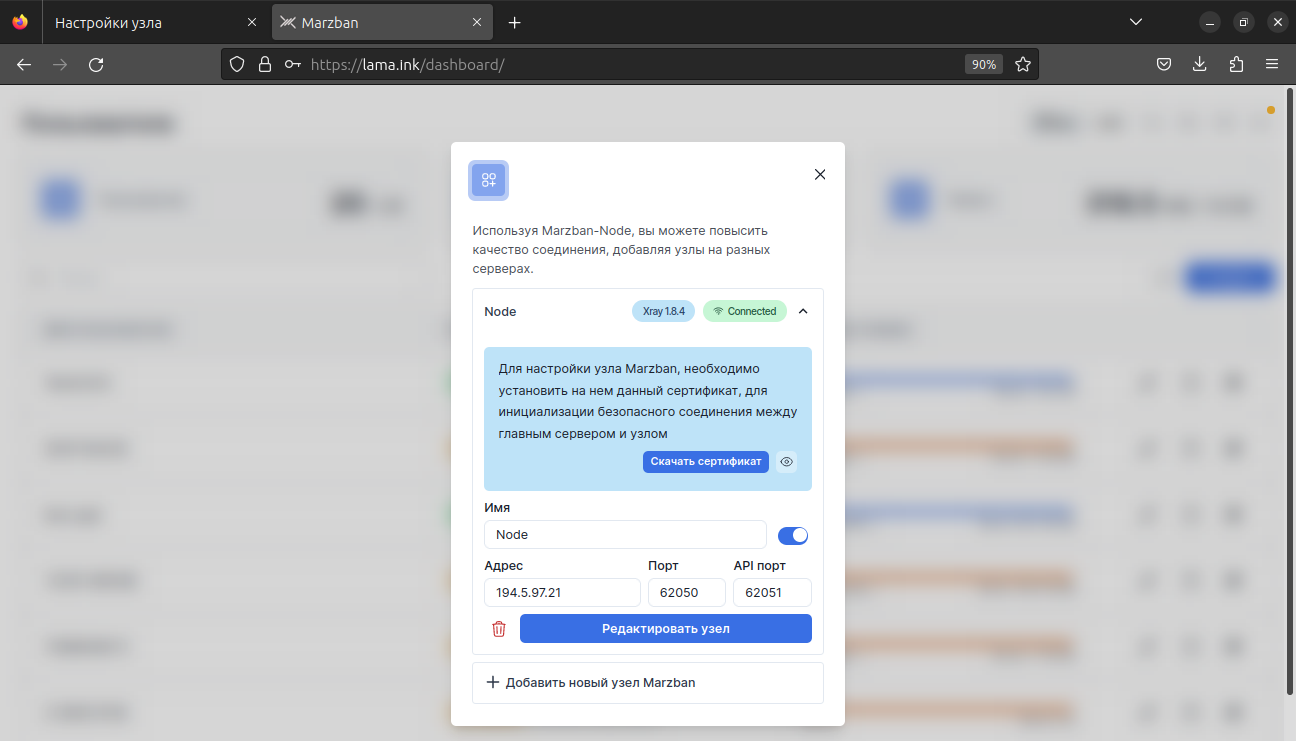 Настройки узла
Marzban
https://lama.ink/dashboard/
90%
Используя Marzban-Node, вы можете повысить
качество соединения, добавляя узлы на разных
серверах.
Node
Xray 1.8.4
Connected
Для настройки узла Marzban, необходимо
установить на нем данный сертификат, для
инициализации безопасного соединения между
главным сервером и узлом
Скачать сертификат
Имя
Node
Адрес
Порт
API порт
194.5.97.21
62050
62051
Редактировать узел
Добавить новый узел Marzban